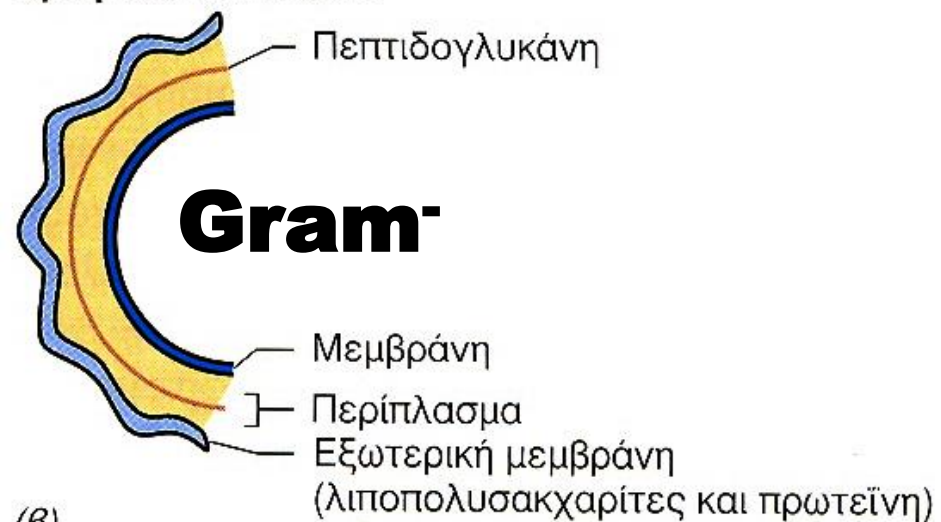 Πεπτιδογλυκάνη
Gram-
Μεμβράνη
Περίπλασμα
Εξωτερική μεμβράνη
(λιποπολυσακχαρίτες και πρωτεΐνη)
(β)